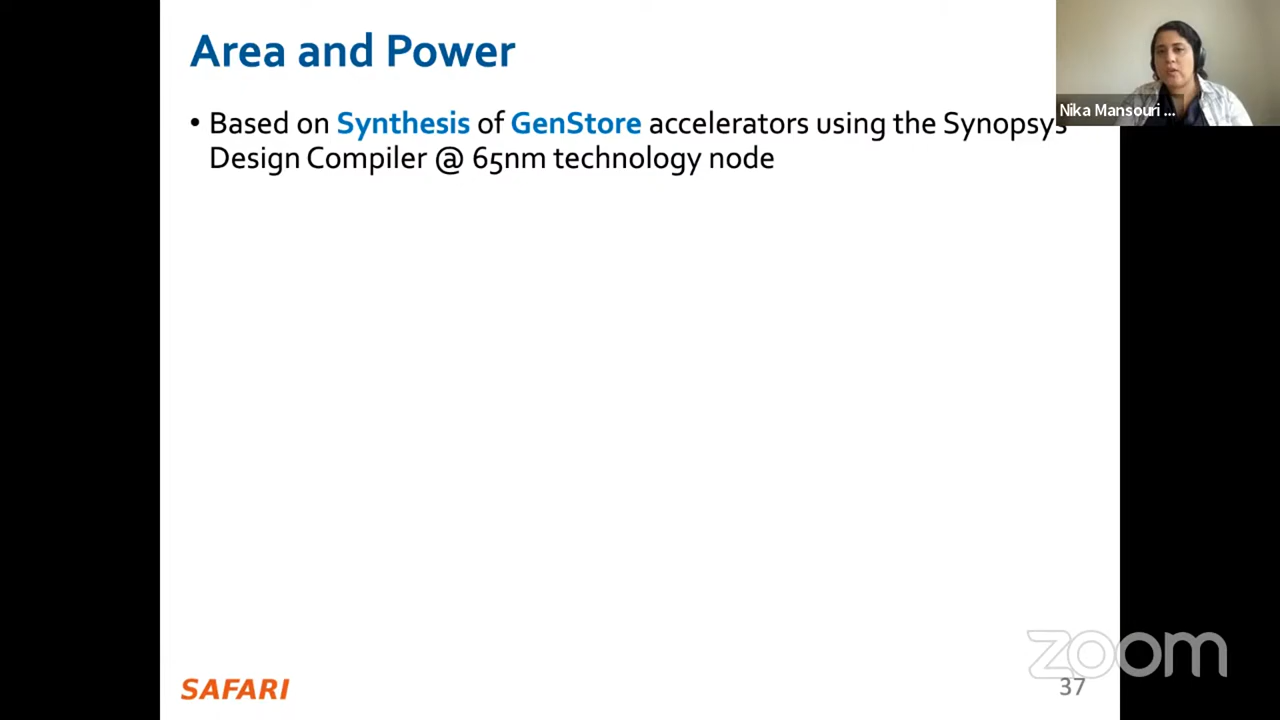 Area and Power
• Based on Synthesis of GenStore accelerators using the Synopsys
Design Compiler @ 65nm technology node
Nika Mansouri ...
SAFARI
zoom
37